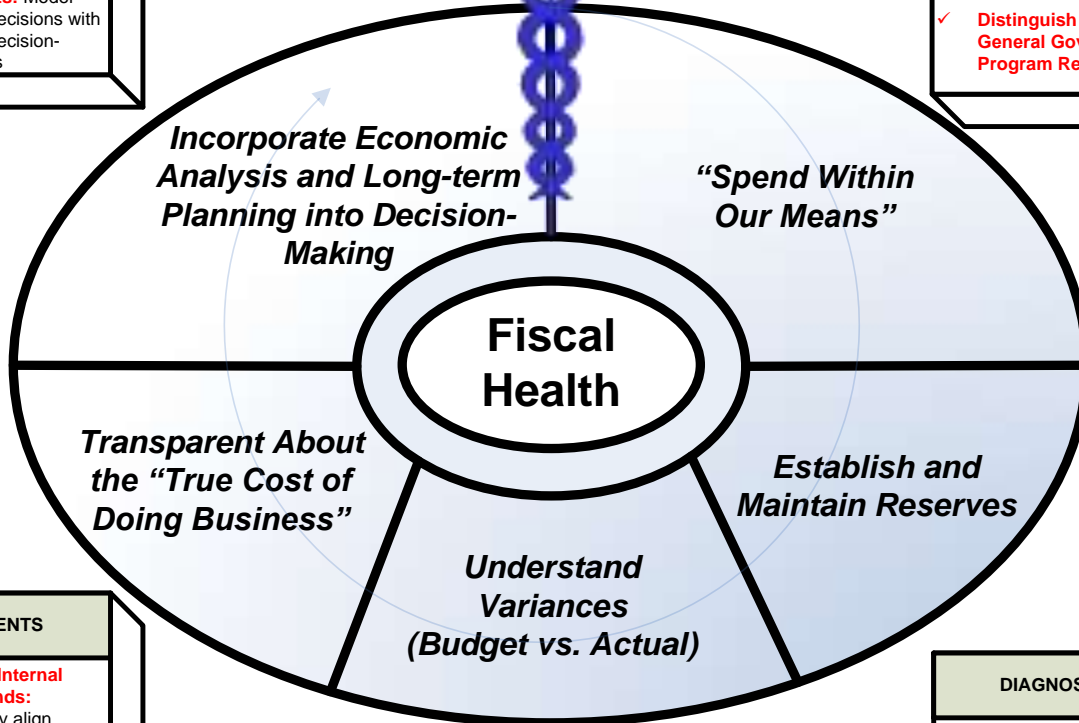 Model
ecisions with
ecision-
s
Distinguish
General Gov
Program Re
Incorporate Economic
Analysis and Long-term
Planning into Decision-
Making
“Spend Within
Our Means”
Fiscal
Health
Transparent About
the “True Cost of
Doing Business”
Establish and
Maintain Reserves
Understand
Variances
(Budget vs. Actual)
ENTS
Internal
nds:
y align
DIAGNOS